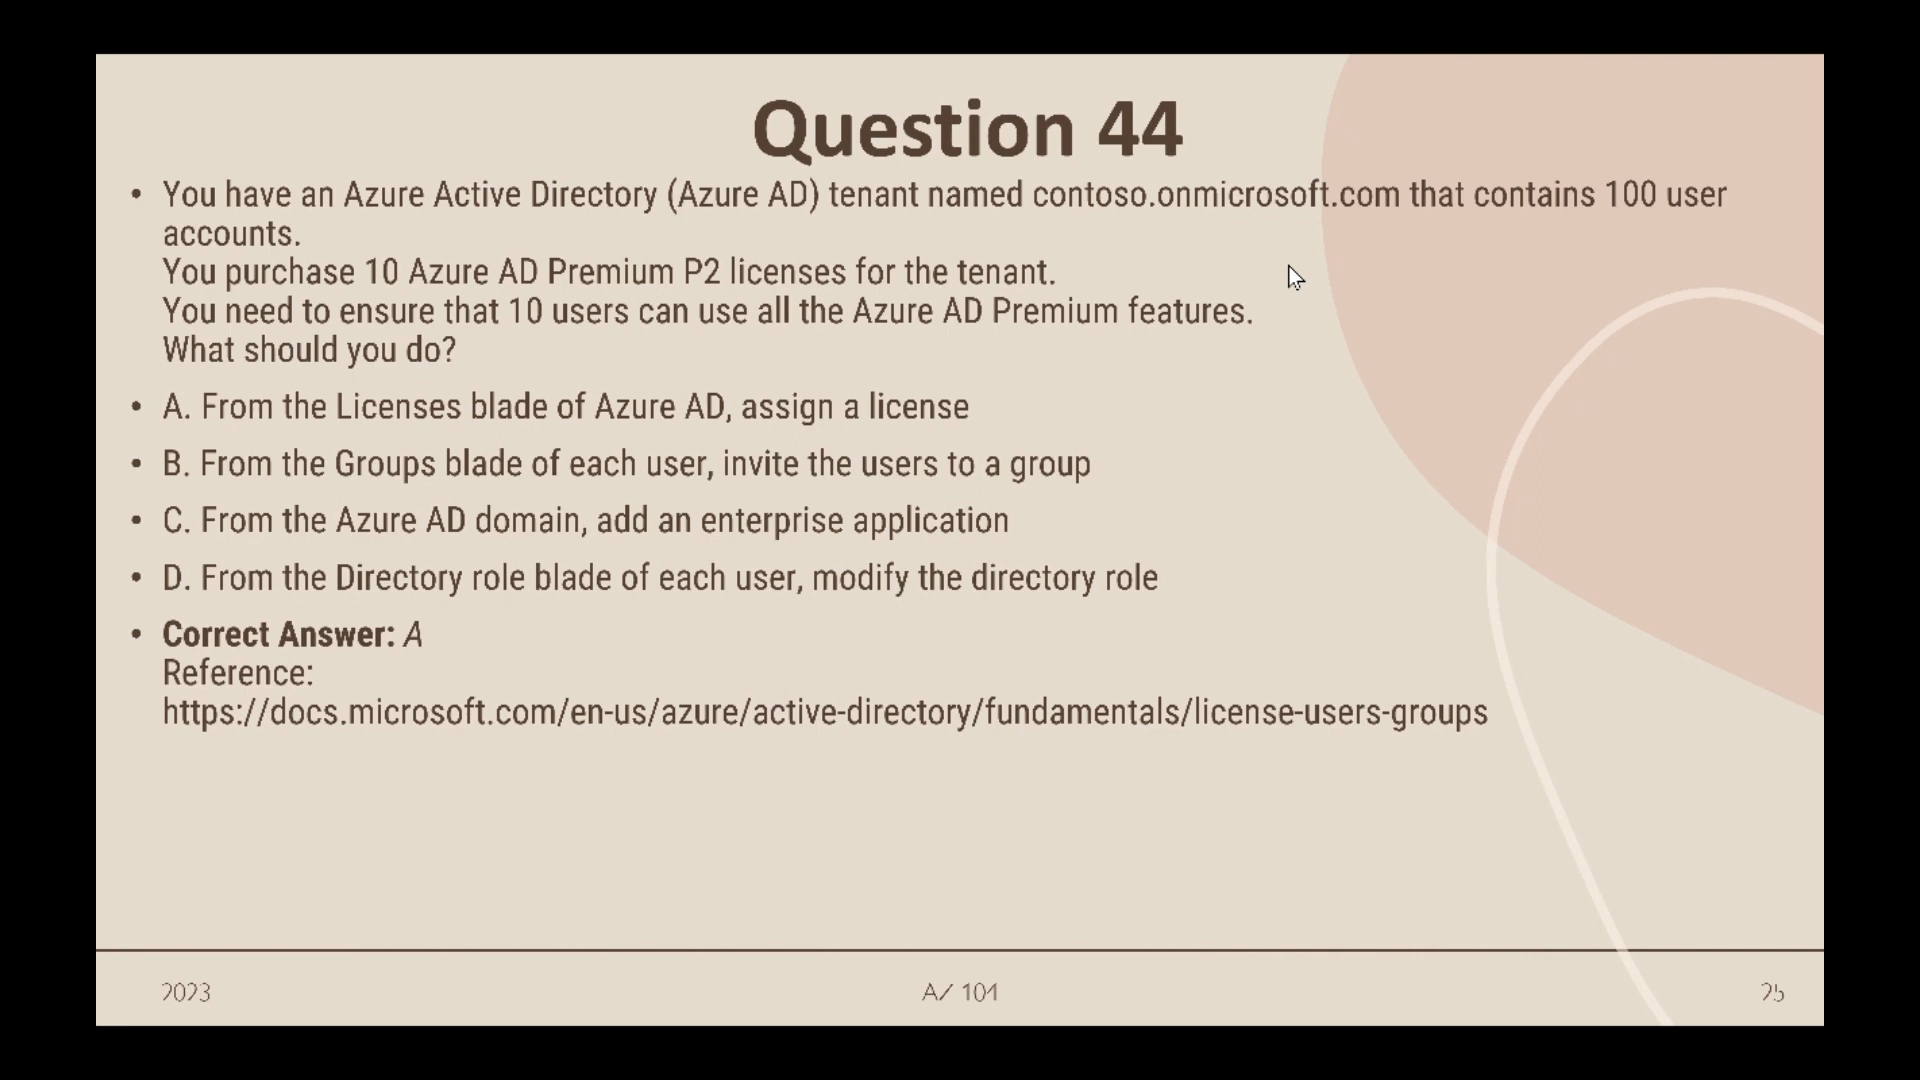 Question 44
• You have an Azure Active Directory (Azure AD) tenant named contoso.onmicrosoft.com that contains 100 user
accounts.
You purchase 10 Azure AD Premium P2 licenses for the tenant.
You need to ensure that 10 users can use all the Azure AD Premium features.
What should you do?
• A. From the Licenses blade of Azure AD, assign a license
• B. From the Groups blade of each user, invite the users to a group
• C. From the Azure AD domain, add an enterprise application
• D. From the Directory role blade of each user, modify the directory role
• Correct Answer: A
Reference:
https://docs.microsoft.com/en-us/azure/active-directory/fundamentals/license-users-groups
2023 AZ 104 25